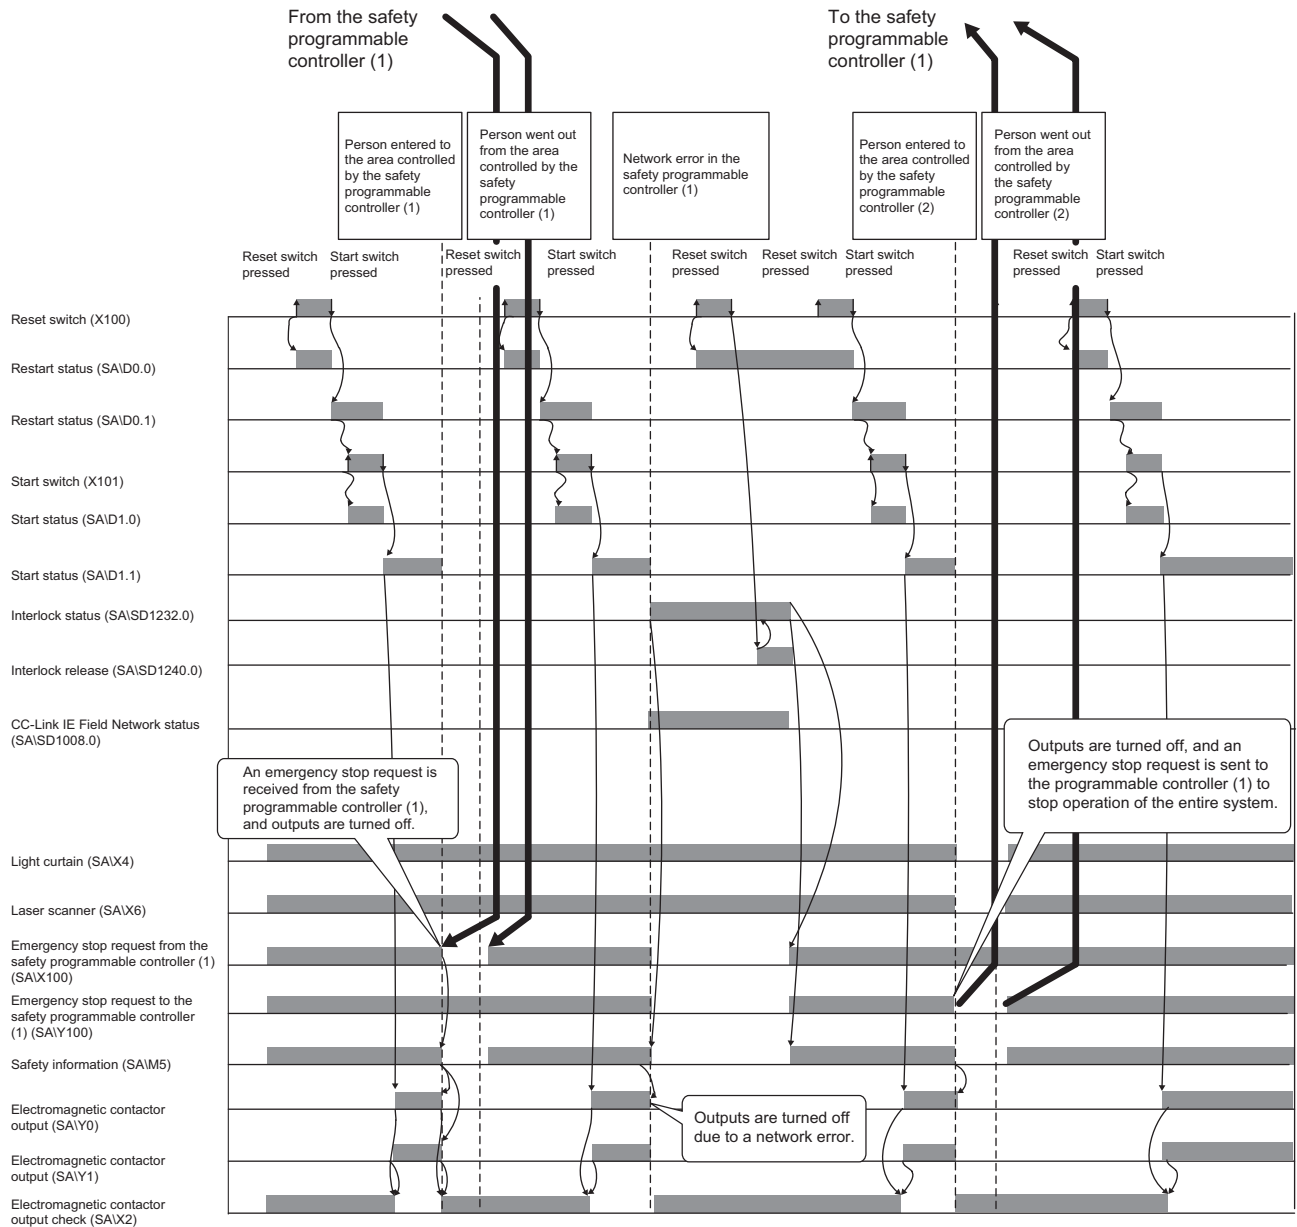 From the safety
programmable
controller (1)
To the safety
programmable
controller (1)
Person entered to
the area controlled
by the safety
programmable
controller (1)
Person went out
from the area
controlled by the
safety
programmable
controller (1)
Network error in the
safety programmable
controller (1)
Person entered to
the area controlled
by the safety
programmable
controller (2)
Person went out
from the area
controlled by
the safety
programmable
controller (2)
Reset switch
pressed
Start switch
pressed
Reset switch
pressed
Start switch
pressed
Reset switch
pressed
Reset switch
pressed
Start switch
pressed
Reset switch
pressed
Start switch
pressed
Reset switch (X100)
Restart status (SA\D0.0)
Restart status (SA\D0.1)
Start switch (X101)
Start status (SA\D1.0)
Start status (SA\D1.1)
Interlock status (SA\SD1232.0)
Interlock release (SA\SD1240.0)
CC-Link IE Field Network status
(SA\SD1008.0)
An emergency stop request is
received from the safety
programmable controller (1),
and outputs are turned off.
Outputs are turned off, and an
emergency stop request is sent to
the programmable controller (1) to
stop operation of the entire system.
Light curtain (SA\X4)
Laser scanner (SA\X6)
Emergency stop request from the
safety programmable controller (1)
(SA\X100)
Emergency stop request to the
safety programmable controller
(1) (SA\Y100)
Safety information (SA\M5)
Electromagnetic contactor
output (SA\Y0)
Outputs are turned off
due to a network error.
Electromagnetic contactor
output (SA\Y1)
Electromagnetic contactor
output check (SA\X2)